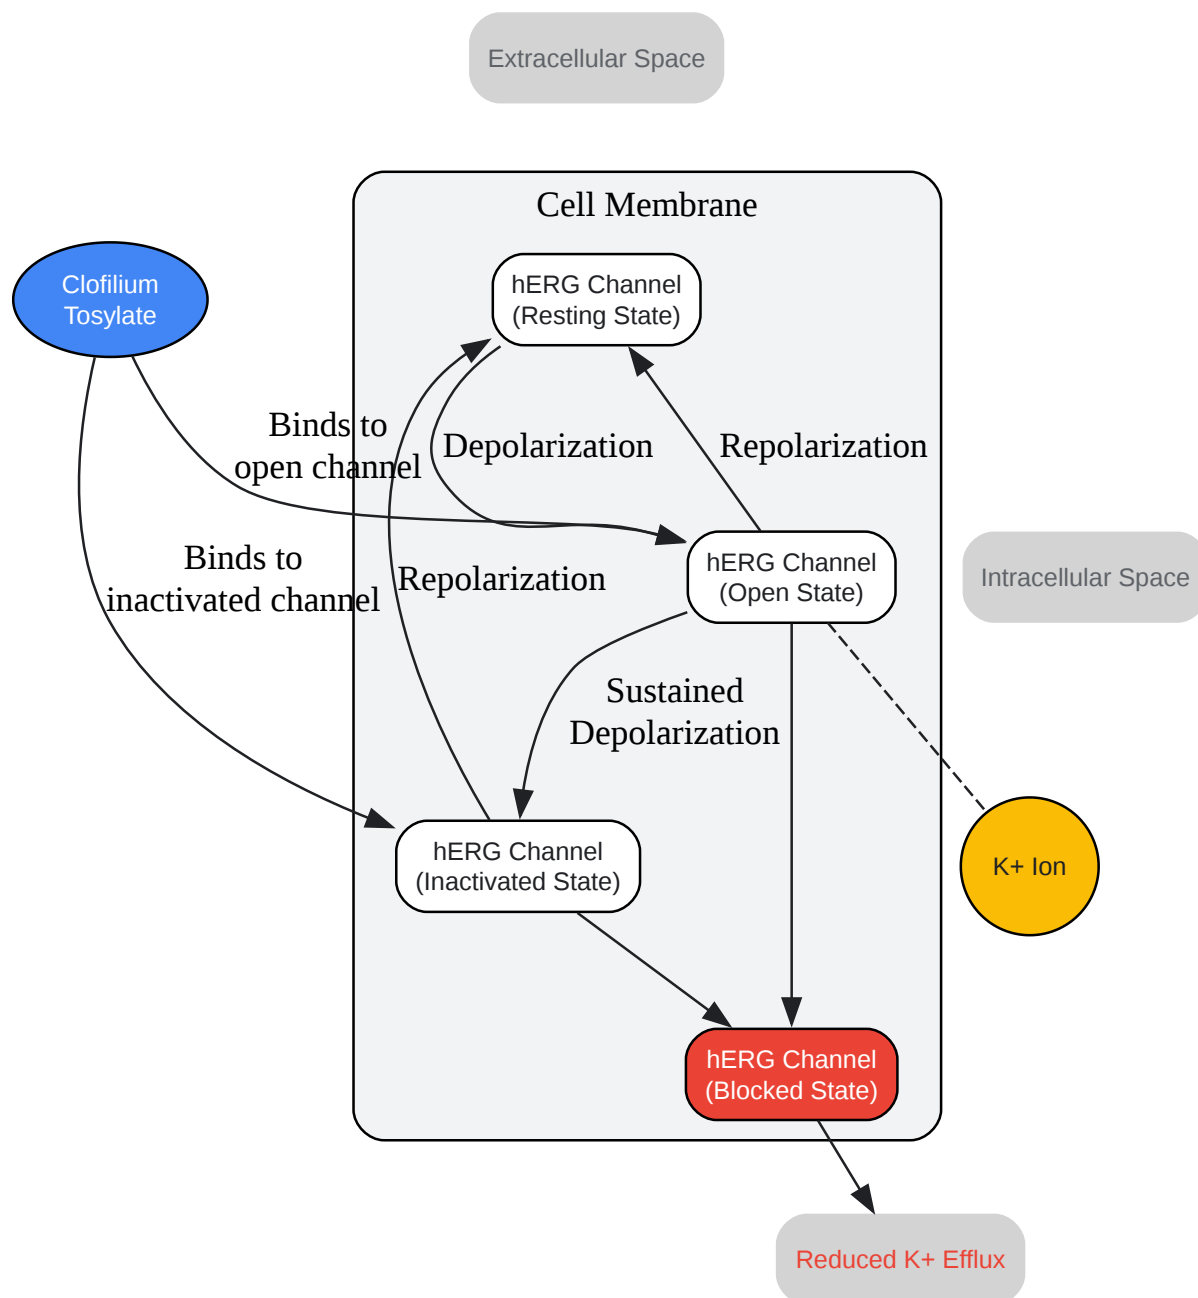 Extracellular Space
Cell Membrane
Clofilium
Tosylate
hERG Channel
(Resting State)
Binds to
open channel
Depolarization
Repolarization
Binds to
inactivated channel
Repolarization
hERG Channel
(Open State)
Intracellular Space
Sustained
Depolarization
hERG Channel
(Inactivated State)
K+ Ion
hERG Channel
(Blocked State)
Reduced K+ Efflux